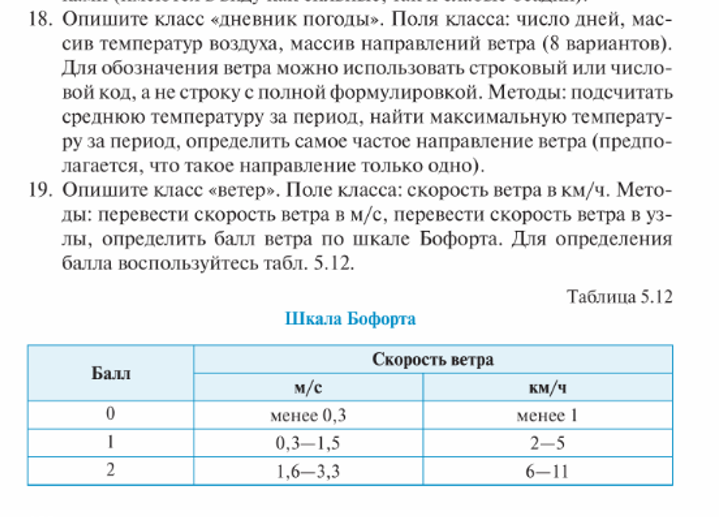 18. Опишите класс «дневник погоды». Поля класса: число дней, мас-
сив температур воздуха, массив направлений ветра (8 вариантов).
Для обозначения ветра можно использовать строковый или число-
вой код, а не строку с полной формулировкой. Методы: подсчитать
среднюю температуру за период, найти максимальную температу-
ру за период, определить самое частое направление ветра (предпо-
лагается, что такое направление только одно).
19. Опишите класс «ветер». Поле класса: скорость ветра в км/ч. Мето-
ды: перевести скорость ветра в м/с, перевести скорость ветра в уз-
лы, определить балл ветра по шкале Бофорта. Для определения
балла воспользуйтесь табл. 5.12.
Таблица 5.12
Шкала Бофорта
Балл Скорость ветра
м/с км/ч
0 менее 0,3 менее 1
1 0,3—1,5 2—5
2 1,6—3,3 6—11